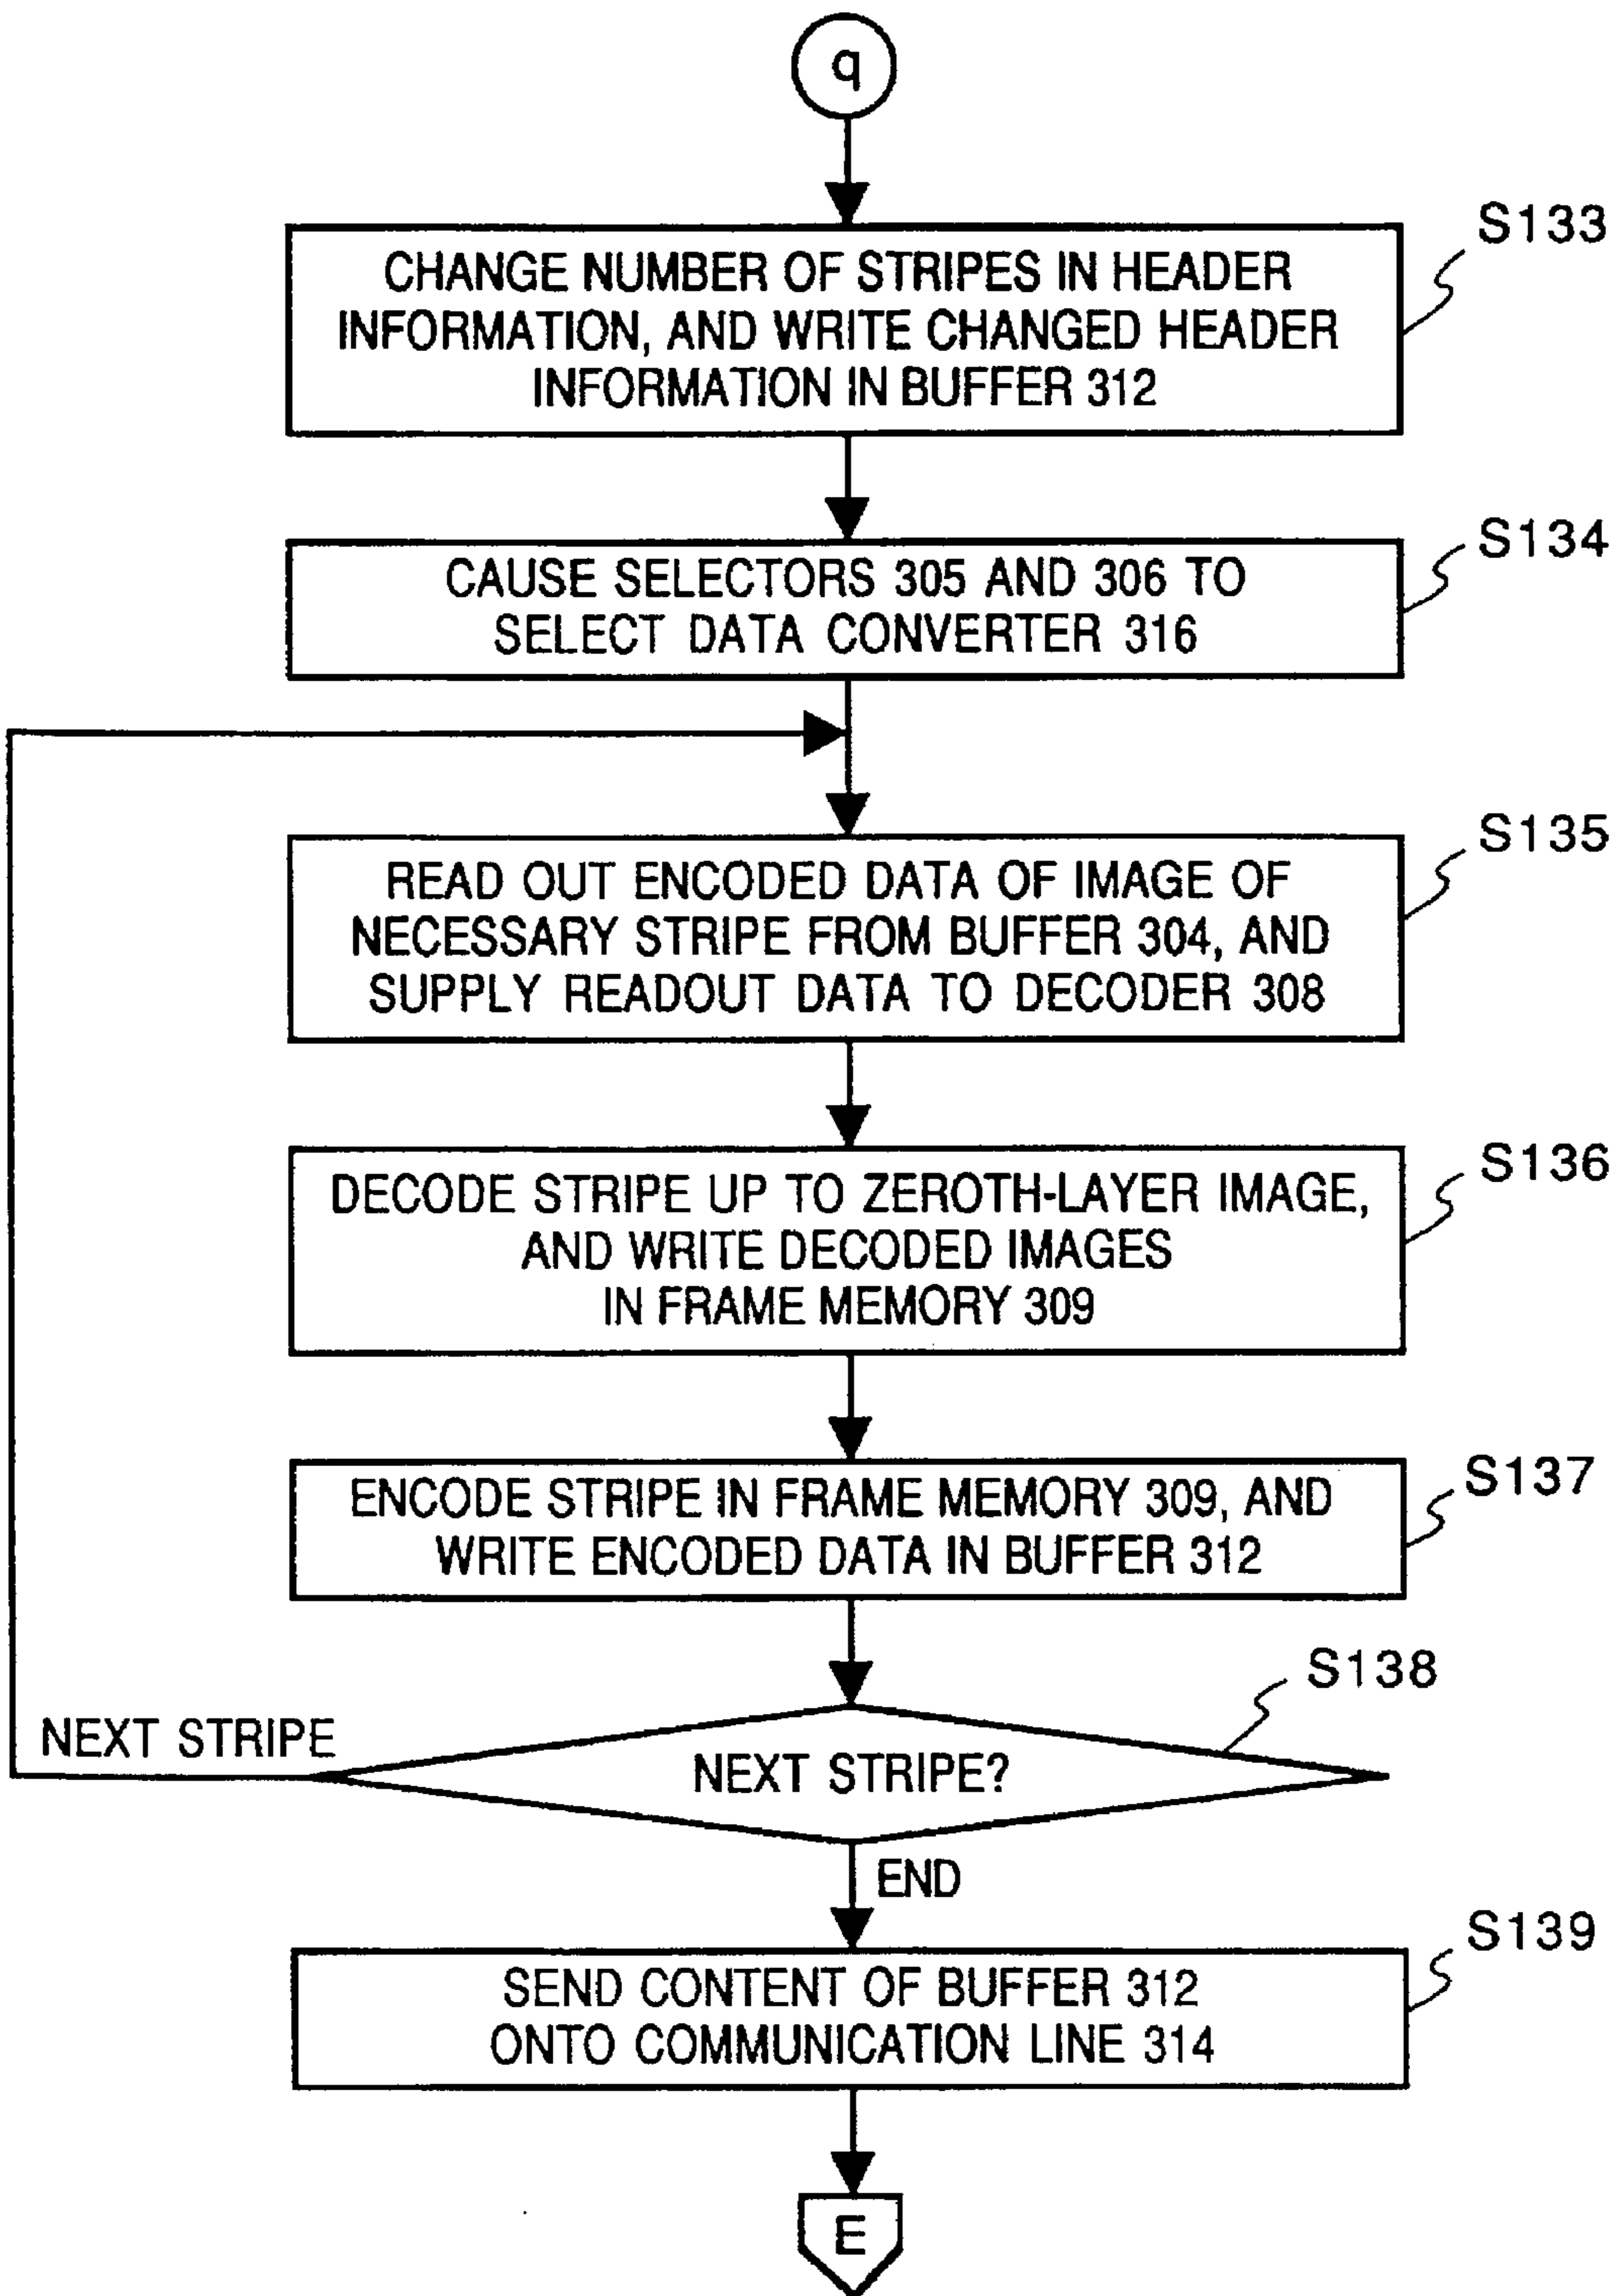 q
S133
CHANGE NUMBER OF STRIPES IN HEADER
INFORMATION, AND WRITE CHANGED HEADER
INFORMATION IN BUFFER 312
S134
CAUSE SELECTORS 305 AND 306 TO
SELECT DATA CONVERTER 316
S135
READ OUT ENCODED DATA OF IMAGE OF
NECESSARY STRIPE FROM BUFFER 304, AND
SUPPLY READOUT DATA TO DECODER 308
S136
DECODE STRIPE UP TO ZEROTH-LAYER IMAGE,
AND WRITE DECODED IMAGES
IN FRAME MEMORY 309
S137
ENCODE STRIPE IN FRAME MEMORY 309, AND
WRITE ENCODED DATA IN BUFFER 312
S138
NEXT STRIPE
NEXT STRIPE?
END
S139
SEND CONTENT OF BUFFER 312
ONTO COMMUNICATION LINE 314
E